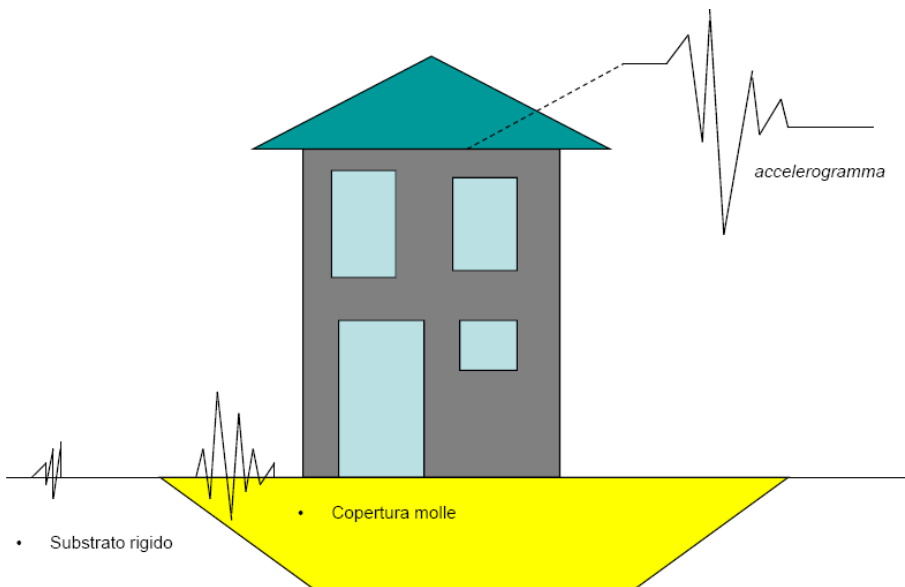 accelerogramma
• Copertura molle
• Substrato rigido